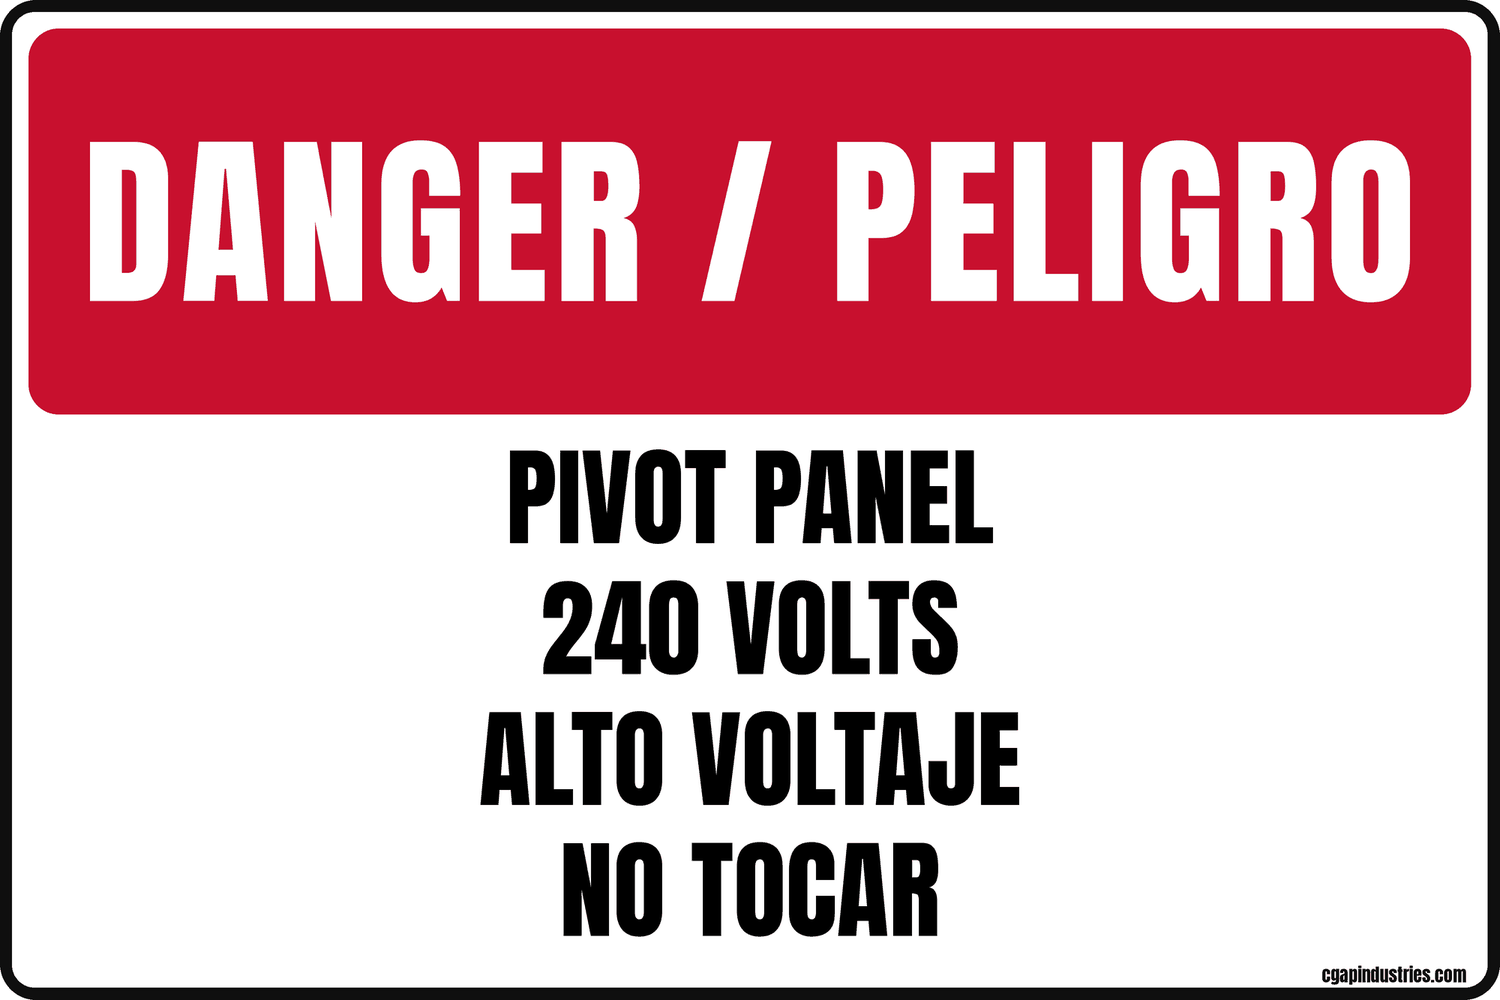 DANGER / PELIGRO
PIVOT PANEL
240 VOLTS
ALTO VOLTAJE
NO TOCAR
cgapindustries.com